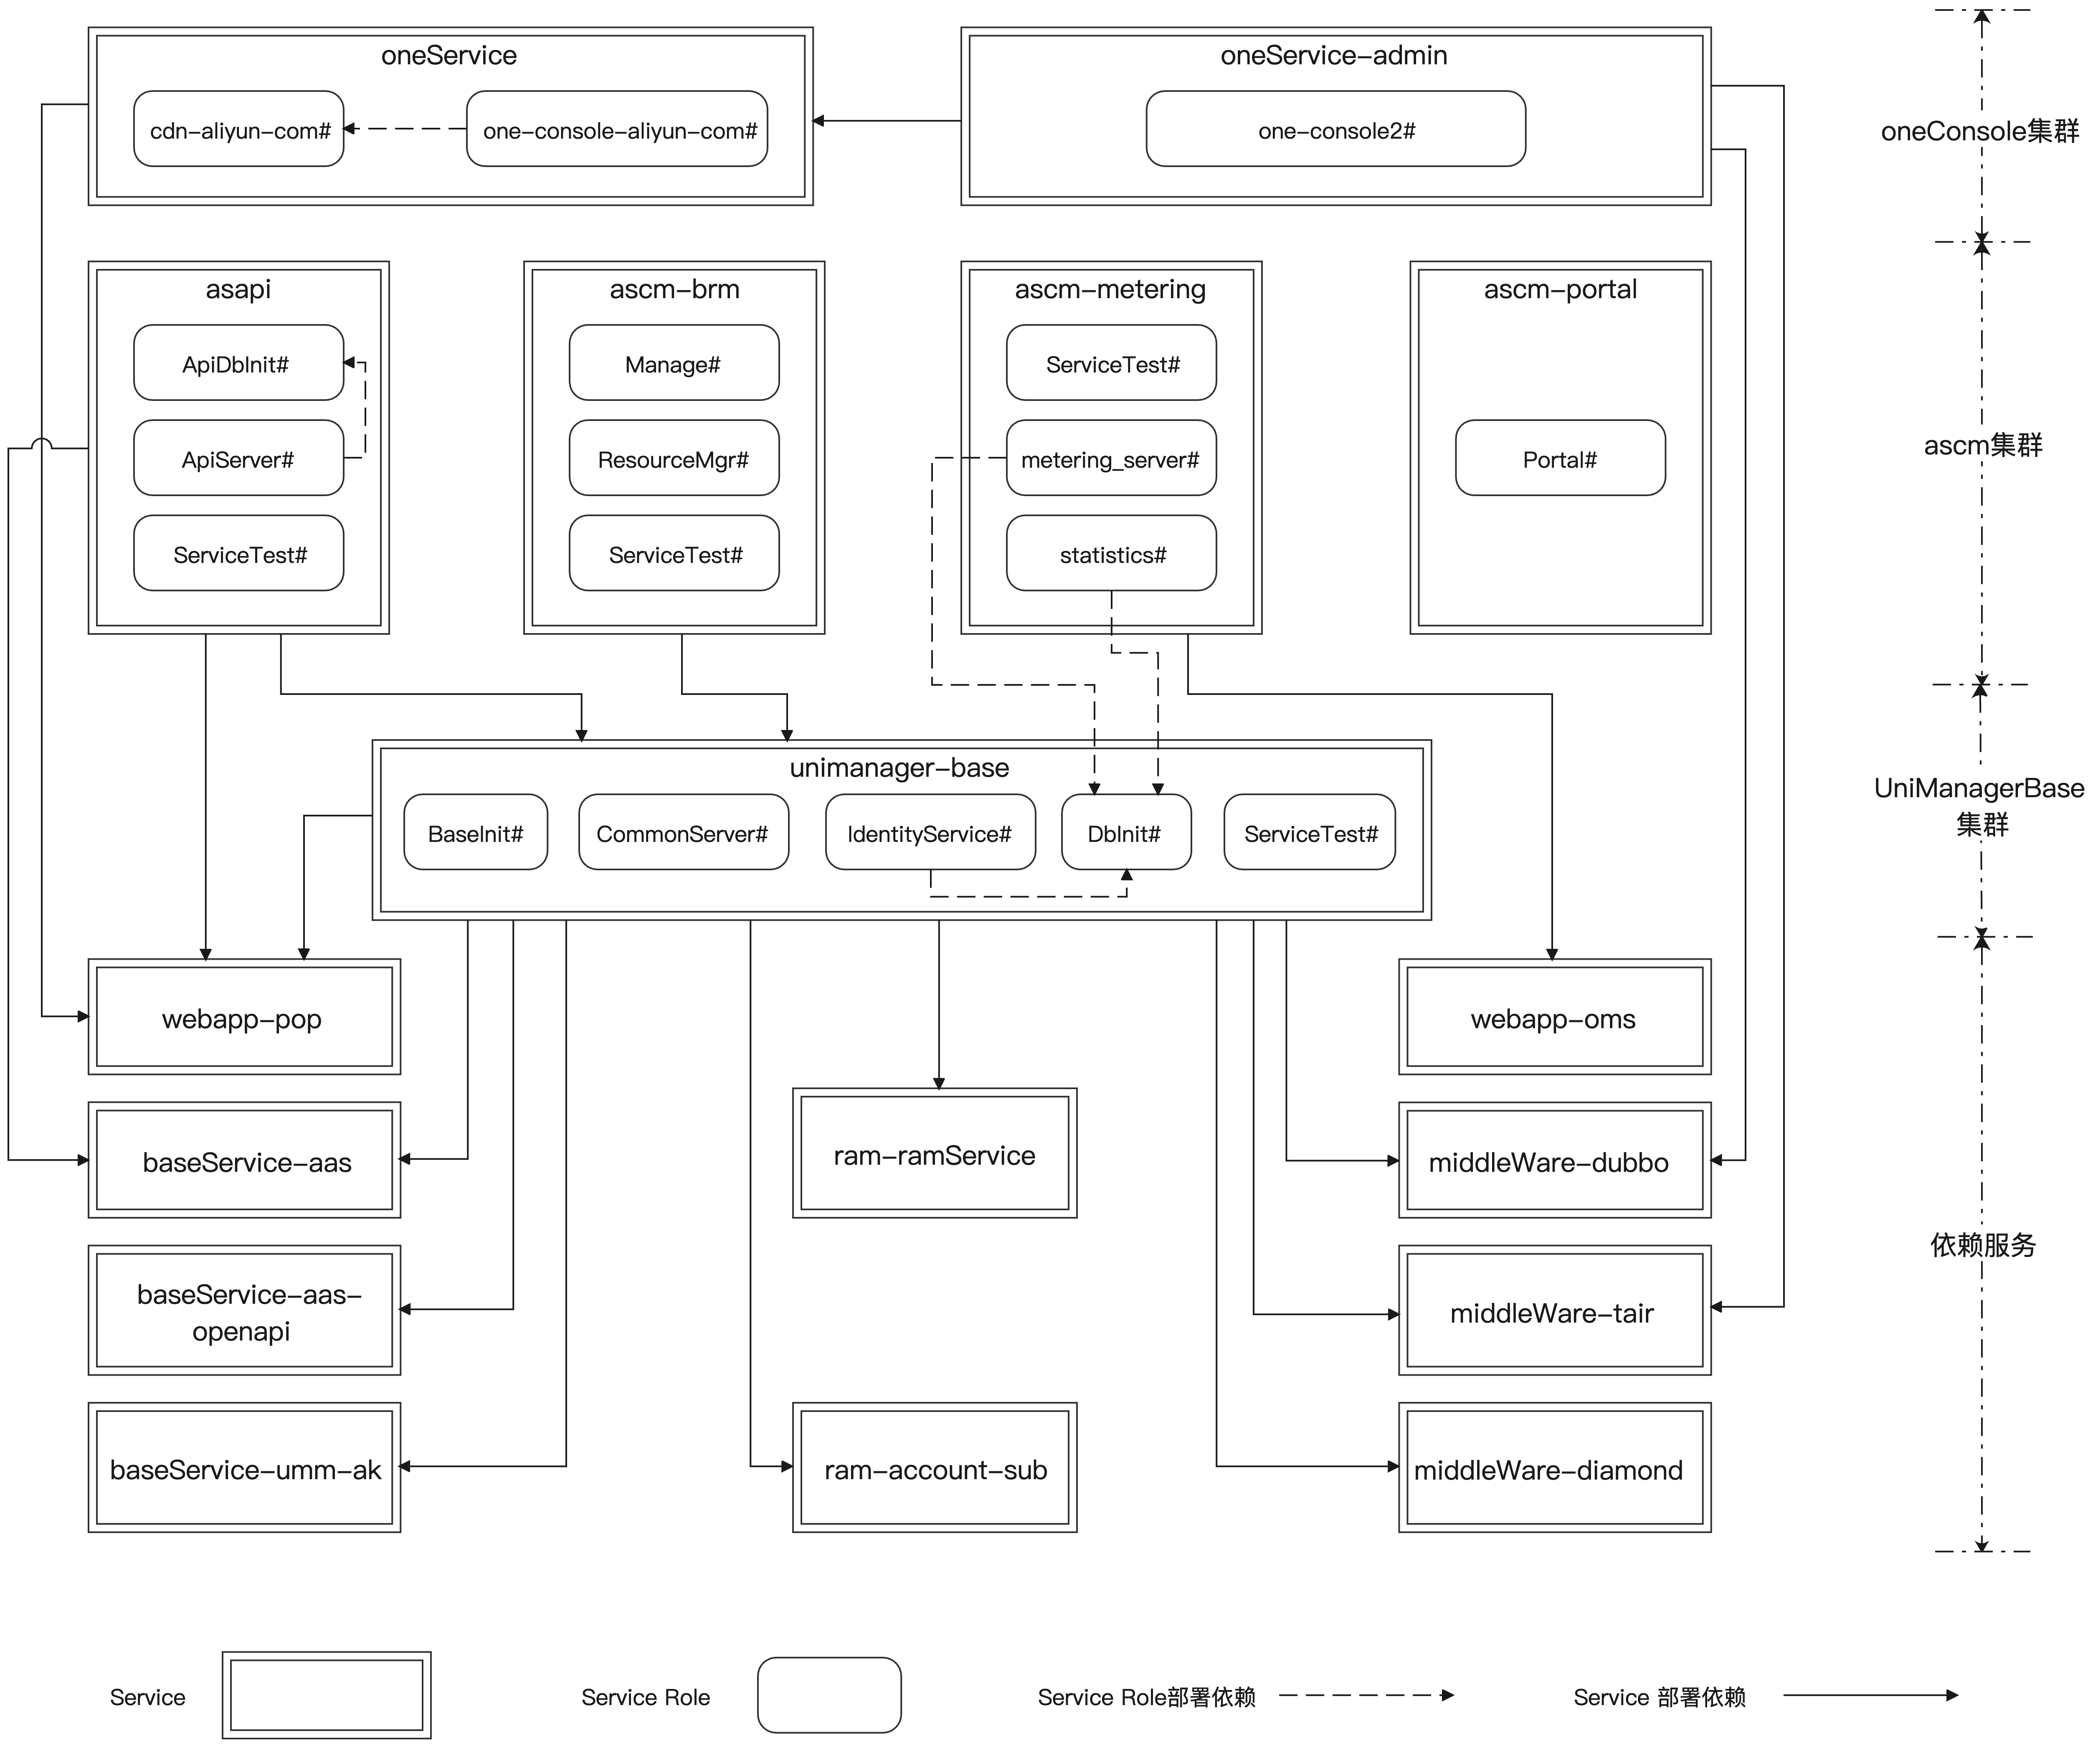 oneService
oneService-admin
cdn-aliyun-com#
one-console-aliyun-com#
one-console2#
oneConsole集群
asapi
ascm-brm
ascm-metering
ascm-portal
ApiDbInit#
Manage#
ServiceTest#
ApiServer#
ResourceMgr#
metering_server#
Portal#
ascm集群
ServiceTest#
ServiceTest#
statistics#
unimanager-base
BaseInit#
CommonServer#
IdentityService#
DbInit#
ServiceTest#
UniManagerBase
集群
webapp-pop
webapp-oms
baseService-aas
ram-ramService
middleWare-dubbo
baseService-aas-
openapi
middleWare-tair
依赖服务
baseService-umm-ak
ram-account-sub
middleWare-diamond
Service
Service Role
Service Role部署依赖
Service 部署依赖